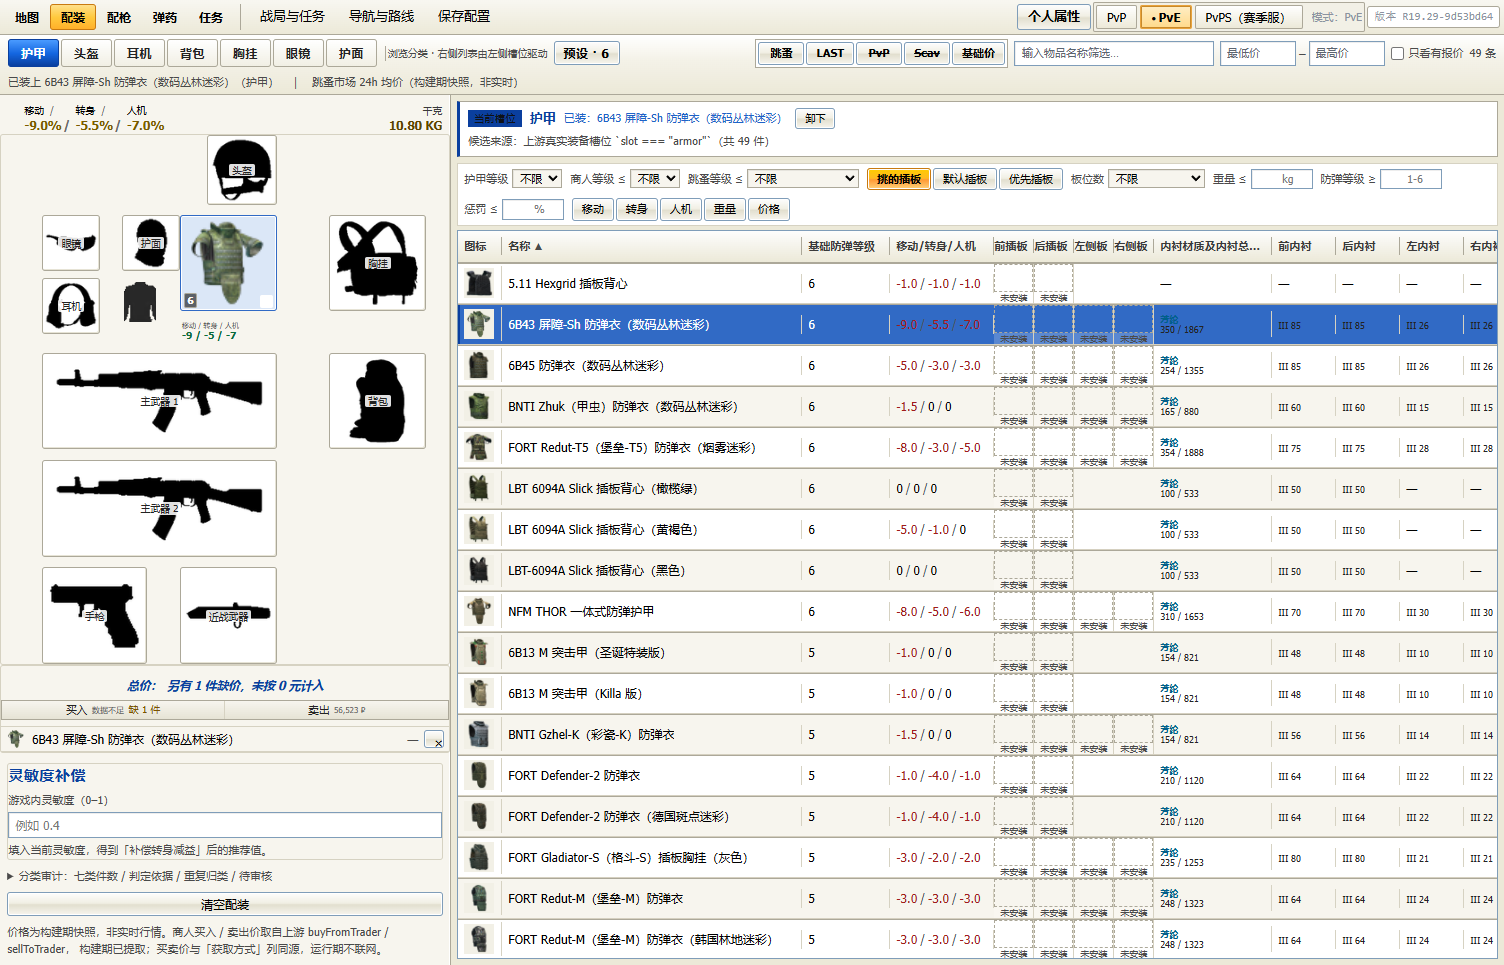 地图 配装 配枪 弹药 任务 战局与任务 导航与路线 保存配置 个人属性 PvP •PvE PvPS（赛季服） 模式：PvE 版本 R19.29-9d53bd64
护甲 头盔 耳机 背包 胸挂 眼镜 护面 浏览分类 · 右侧列表由左侧槽位驱动 预设 · 6 跳蚤 LAST PvP Scav 基础价 输入物品名称筛选... 最低价 – 最高价 只看有报价 49 条
已装上 6B43 屏障-Sh 防弹衣（数码丛林迷彩）（护甲） | 跳蚤市场 24h 均价（构建期快照，非实时）
移动 / 转身 / 人机 千克
-9.0% / -5.5% / -7.0% 10.80 KG
头盔
眼镜
护面
胸挂
耳机
6
移动 / 转身 / 人机
-9 / -5 / -7
主武器 1
背包
主武器 2
手枪
近战武器
总价： 另有 1 件缺价，未按 0 元计入
买入 数据不足 缺 1 件 卖出 56,523 ₽
6B43 屏障-Sh 防弹衣（数码丛林迷彩） — ×
灵敏度补偿
游戏内灵敏度（0–1）
例如 0.4
填入当前灵敏度，得到「补偿转身减益」后的推荐值。
▶ 分类审计：七类件数 / 判定依据 / 重复归类 / 待审核
清空配装
价格为构建期快照，非实时行情。商人买入 / 卖出价取自上游 buyFromTrader /
sellToTrader， 构建期已提取；买卖价与「获取方式」列同源，运行期不联网。
当前槽位 护甲 已装：6B43 屏障-Sh 防弹衣（数码丛林迷彩） 卸下
候选来源：上游真实装备槽位 `slot === "armor"`（共 49 件）
护甲等级 不限 商人等级 ≤ 不限 跳蚤等级 ≤ 不限 挑的插板 默认插板 优先插板 板位数 不限 重量 ≤ kg 防弹等级 ≥ 1-6
惩罚 ≤ % 移动 转身 人机 重量 价格
图标 名称 ▲ 基础防弹等级 移动/转身/人机 前插板 后插板 左侧板 右侧板 内衬材质及内衬总... 前内衬 后内衬 左内衬 右内衬
5.11 Hexgrid 插板背心 6 -1.0 / -1.0 / -1.0 未安装 未安装 — — — — —
6B43 屏障-Sh 防弹衣（数码丛林迷彩） 6 -9.0 / -5.5 / -7.0 未安装 未安装 未安装 未安装 芳纶 350 / 1867 III 85 III 85 III 26 III 26
6B45 防弹衣（数码丛林迷彩） 6 -5.0 / -3.0 / -3.0 未安装 未安装 未安装 未安装 芳纶 254 / 1355 III 85 III 85 III 26 III 26
BNTI Zhuk（甲虫）防弹衣（数码丛林迷彩） 6 -1.5 / 0 / 0 未安装 未安装 未安装 未安装 芳纶 165 / 880 III 60 III 60 III 15 III 15
FORT Redut-T5（堡垒-T5）防弹衣（烟雾迷彩） 6 -8.0 / -3.0 / -5.0 未安装 未安装 未安装 未安装 芳纶 354 / 1888 III 75 III 75 III 28 III 28
LBT 6094A Slick 插板背心（橄榄绿） 6 0 / 0 / 0 未安装 未安装 芳纶 100 / 533 III 50 III 50 — —
LBT 6094A Slick 插板背心（黄褐色） 6 -5.0 / -1.0 / 0 未安装 未安装 芳纶 100 / 533 III 50 III 50 — —
LBT-6094A Slick 插板背心（黑色） 6 0 / 0 / 0 未安装 未安装 芳纶 100 / 533 III 50 III 50 — —
NFM THOR 一体式防弹护甲 6 -8.0 / -5.0 / -6.0 未安装 未安装 未安装 未安装 芳纶 310 / 1653 III 70 III 70 III 30 III 30
6B13 M 突击甲（圣诞特装版） 5 -1.0 / 0 / 0 未安装 未安装 芳纶 154 / 821 III 48 III 48 III 10 III 10
6B13 M 突击甲（Killa 版） 5 -1.0 / 0 / 0 未安装 未安装 芳纶 154 / 821 III 48 III 48 III 10 III 10
BNTI Gzhel-K（彩瓷-K）防弹衣 5 -1.5 / 0 / 0 未安装 未安装 未安装 未安装 芳纶 154 / 821 III 56 III 56 III 14 III 14
FORT Defender-2 防弹衣 5 -1.0 / -4.0 / -1.0 未安装 未安装 芳纶 210 / 1120 III 64 III 64 III 22 III 22
FORT Defender-2 防弹衣（德国斑点迷彩） 5 -1.0 / -4.0 / -1.0 未安装 未安装 芳纶 210 / 1120 III 64 III 64 III 22 III 22
FORT Gladiator-S（格斗-S）插板胸挂（灰色） 5 -3.0 / -2.0 / -2.0 未安装 未安装 未安装 未安装 芳纶 235 / 1253 III 80 III 80 III 21 III 21
FORT Redut-M（堡垒-M）防弹衣 5 -3.0 / -3.0 / -3.0 未安装 未安装 未安装 未安装 芳纶 248 / 1323 III 64 III 64 III 24 III 24
FORT Redut-M（堡垒-M）防弹衣（韩国林地迷彩） 5 -3.0 / -3.0 / -3.0 未安装 未安装 未安装 未安装 芳纶 248 / 1323 III 64 III 64 III 24 III 24